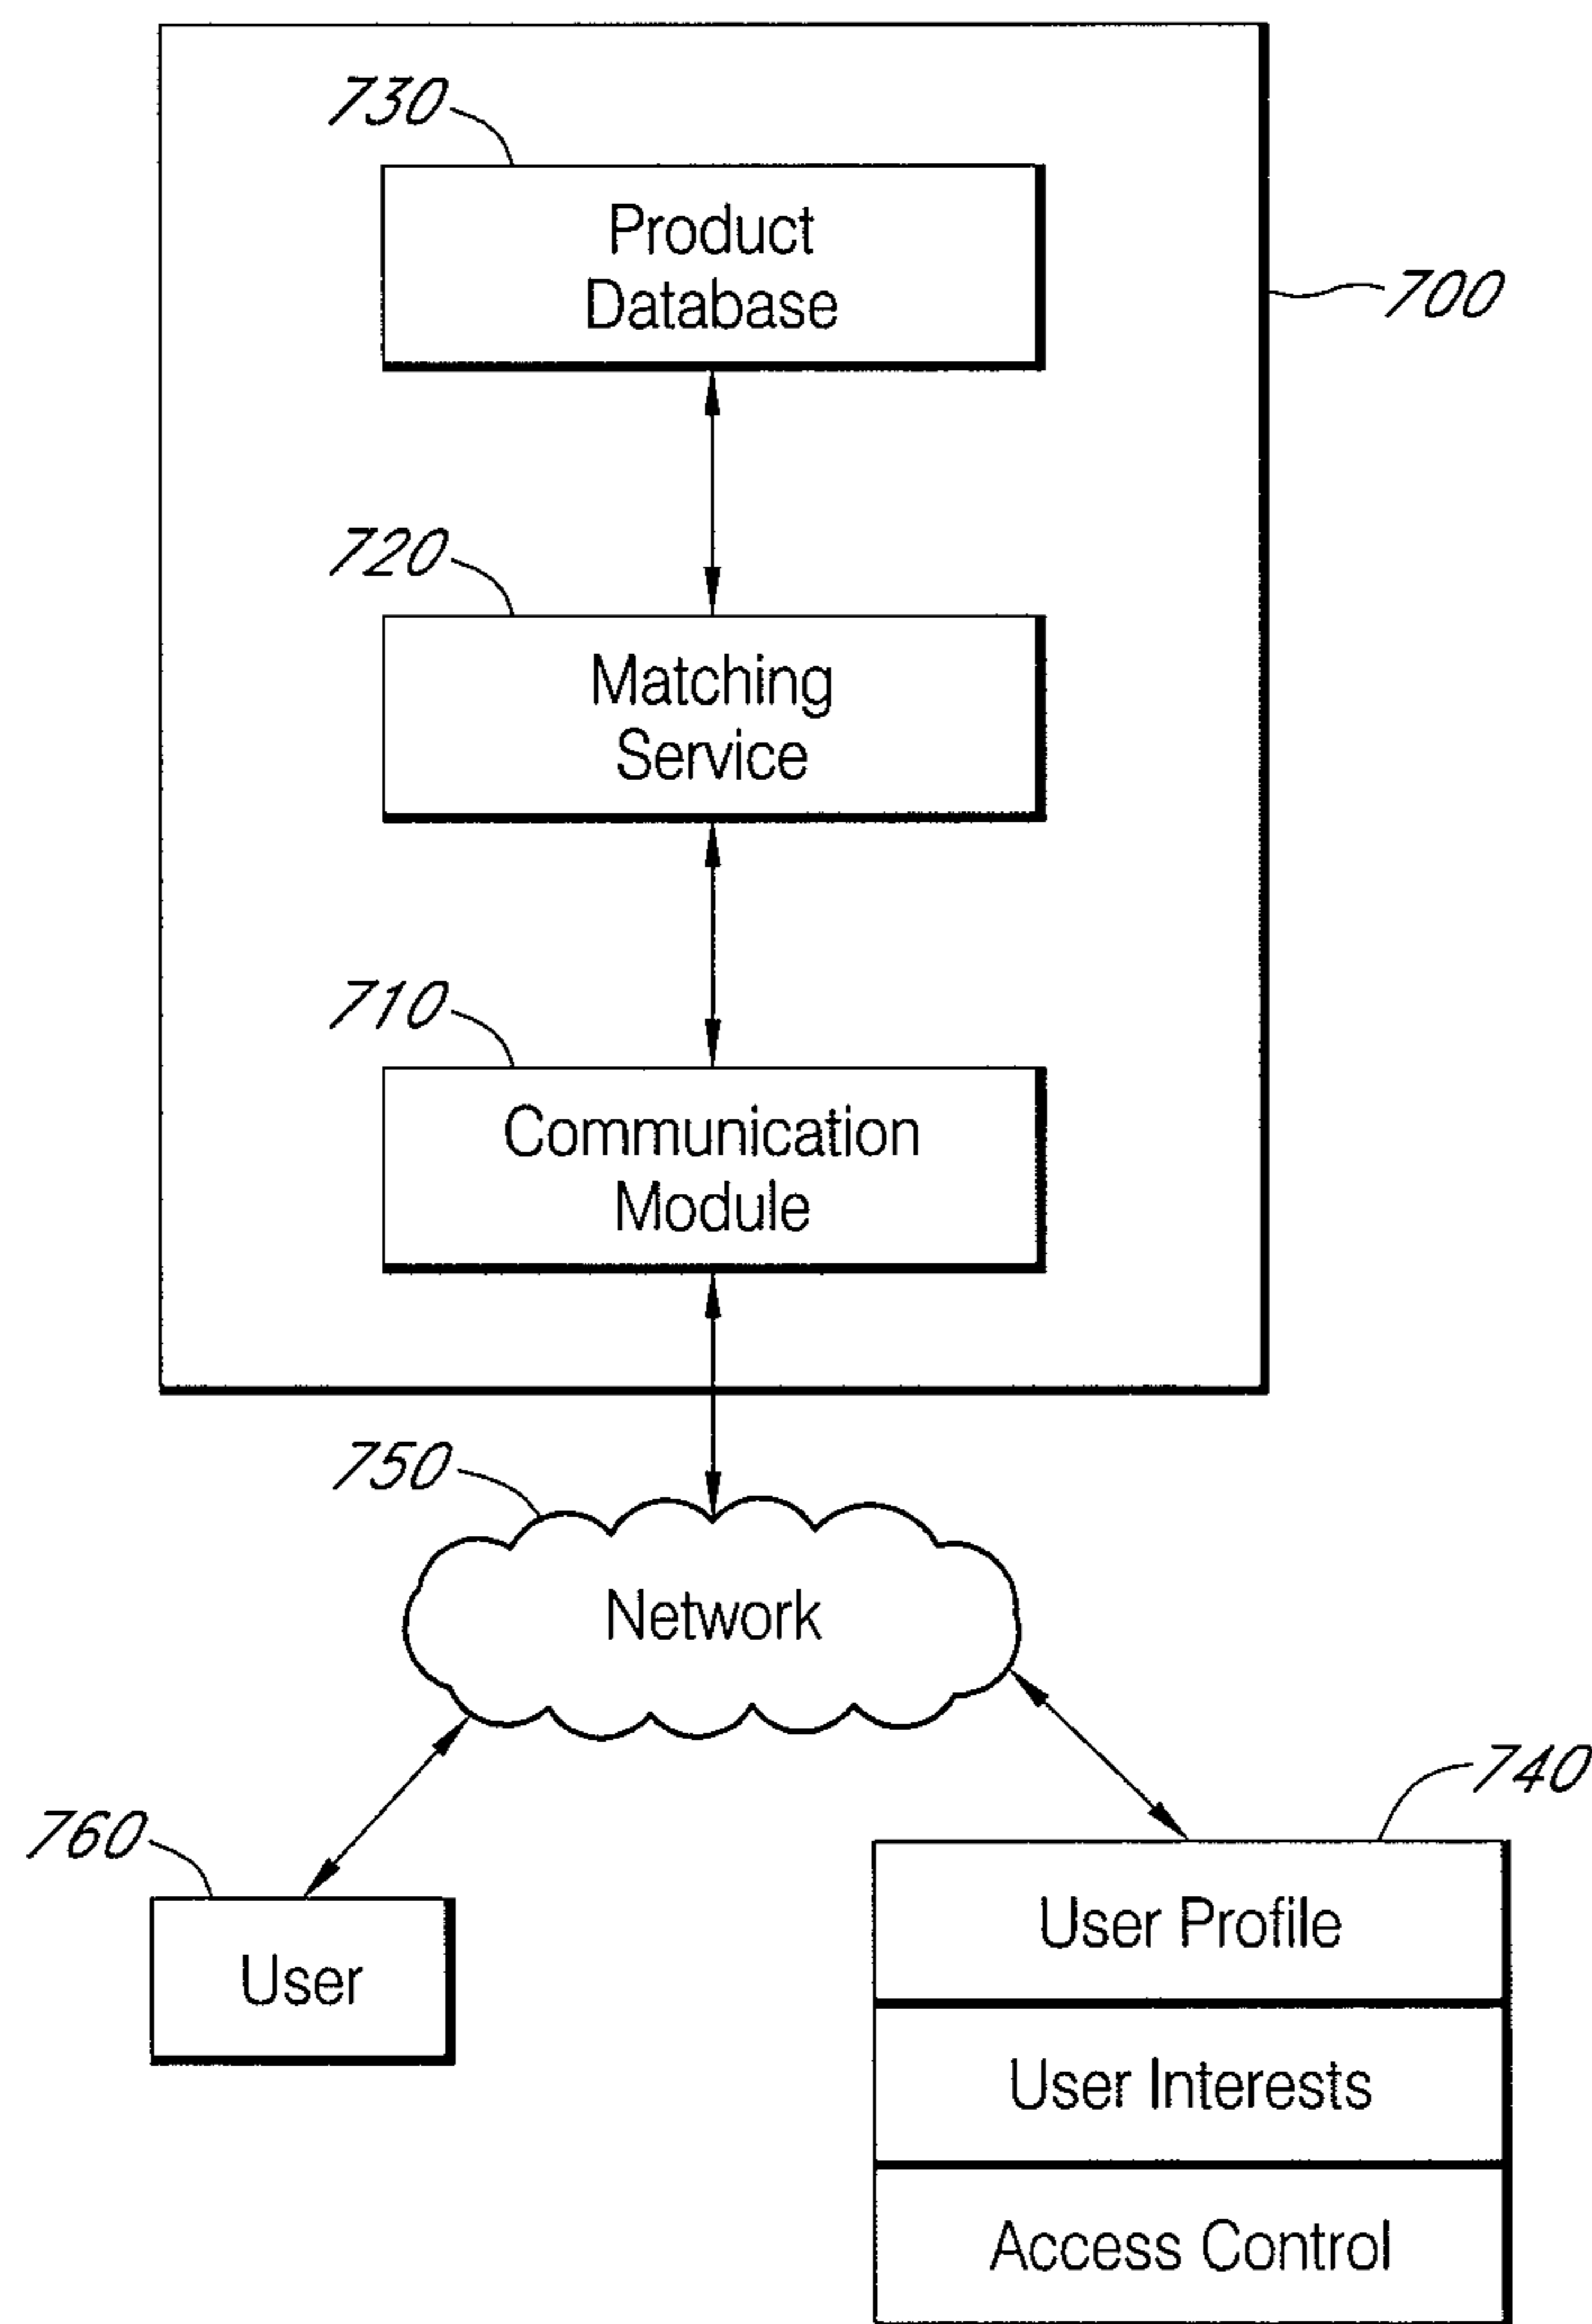 730
Product
Database
700
720
Matching
Service
710
Communication
Module
750
Network
740
760
User
User Profile
User Interests
Access Control